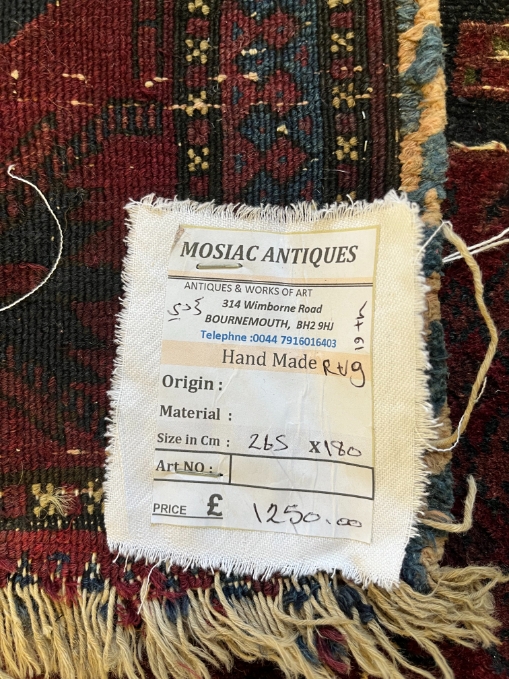 MOSIAC ANTIQUES
ANTIQUES & WORKS OF ART
314 Wimborne Road
BOURNEMOUTH, BH2 9HJ
Telephne :0044 7916016403
Hand Made RUg
Origin :
Material :
Size in Cm : 265 X180
Art NO : .
PRICE £ 1250.00